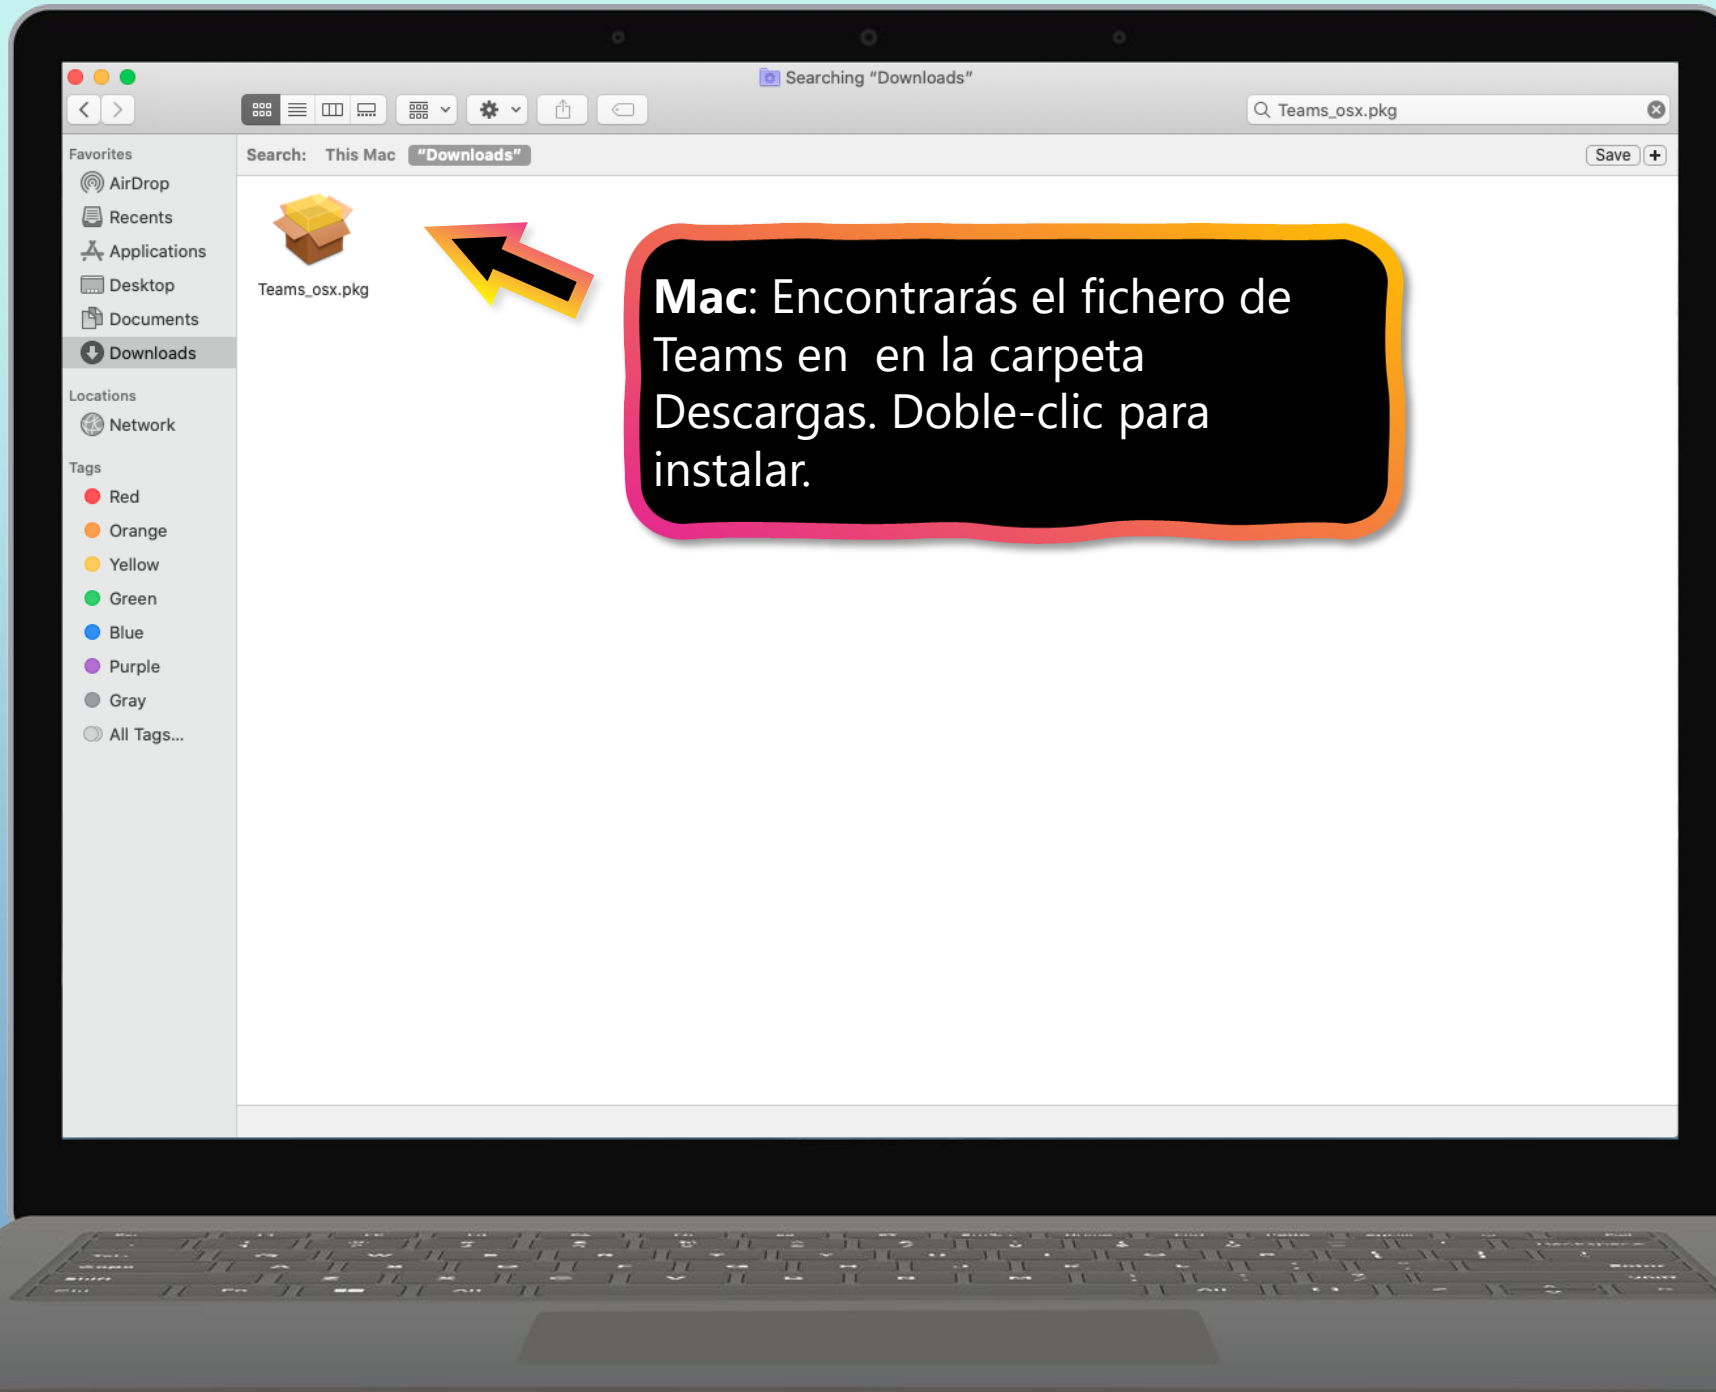 Searching “Downloads”
Teams_osx.pkg
Favorites
AirDrop
Recents
Applications
Desktop
Documents
Downloads
Locations
Network
Tags
Red
Orange
Yellow
Green
Blue
Purple
Gray
All Tags...
Search: This Mac “Downloads”
Save +
Teams_osx.pkg
Mac: Encontrarás el fichero de
Teams en  en la carpeta
Descargas. Doble-clic para
instalar.